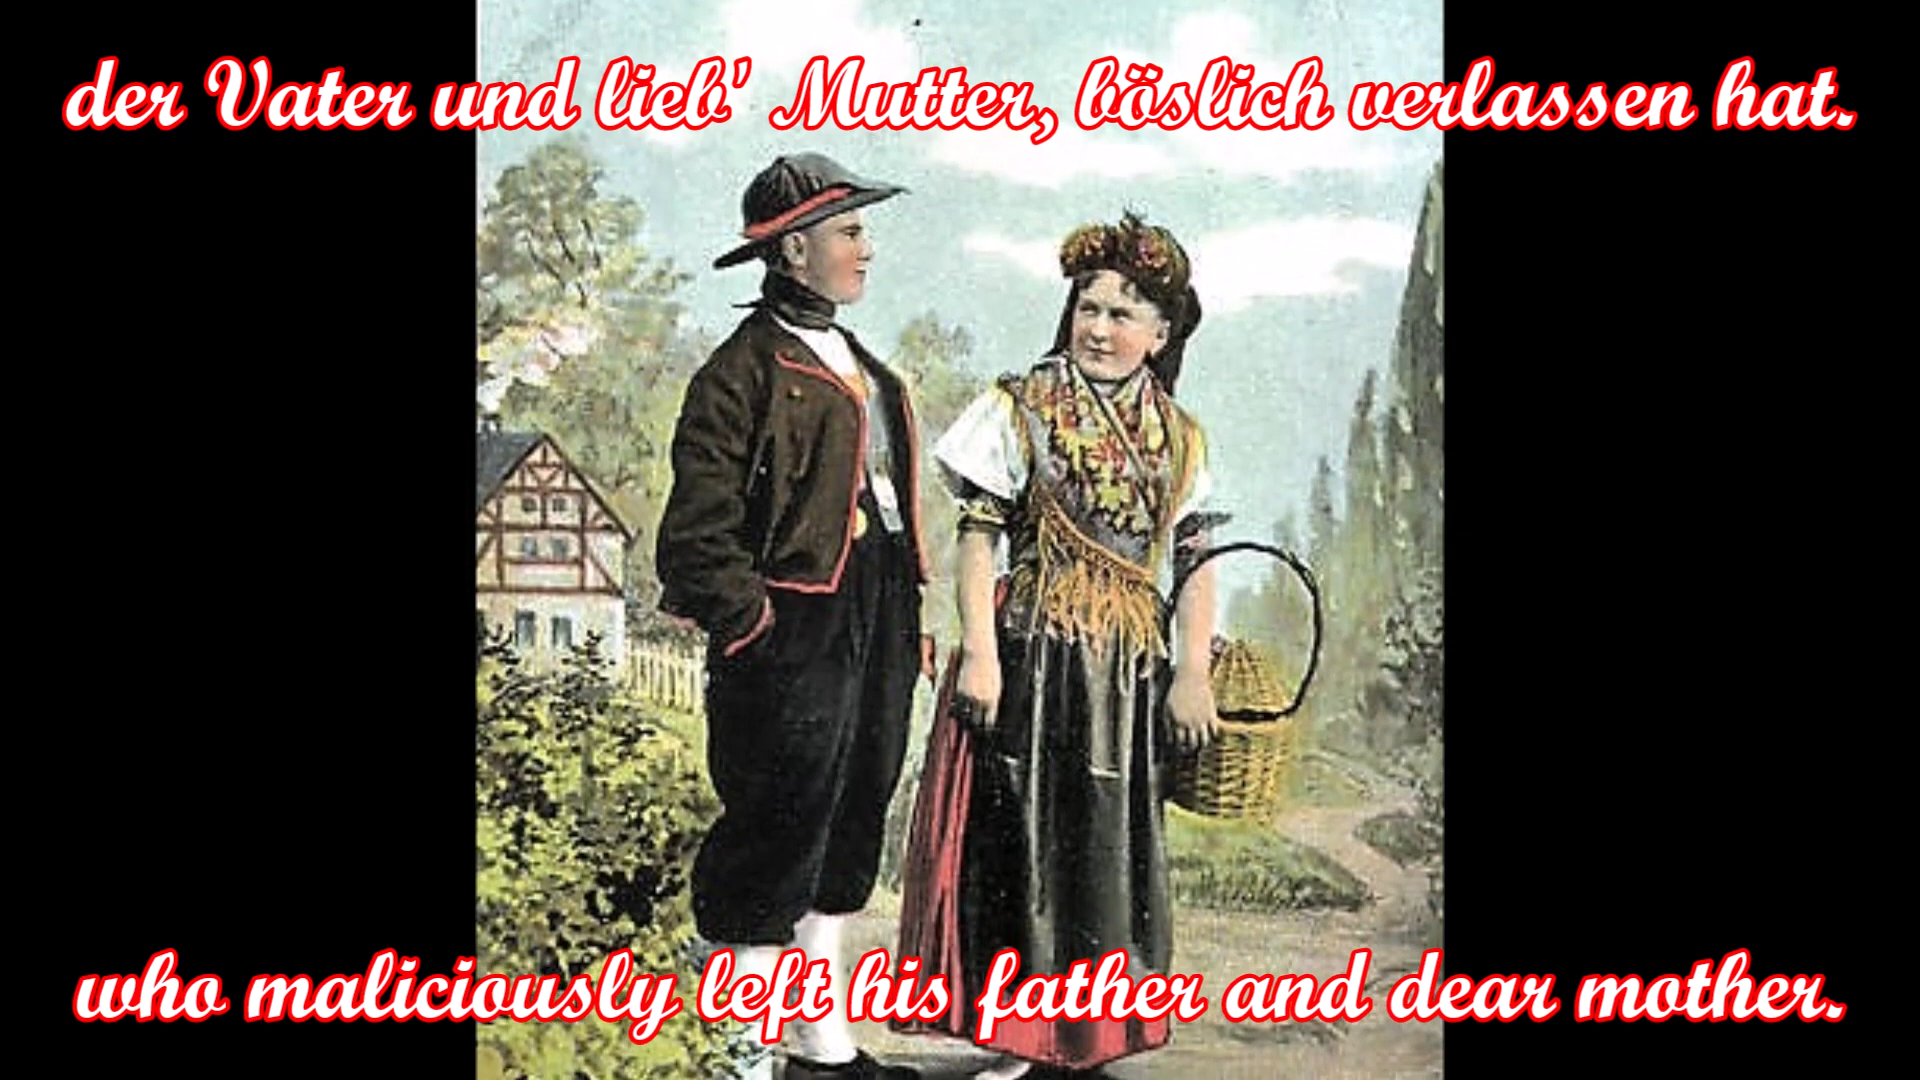 der Vater und lieb' Mutter, böslich verlassen hat.
who maliciously left his father and dear mother.